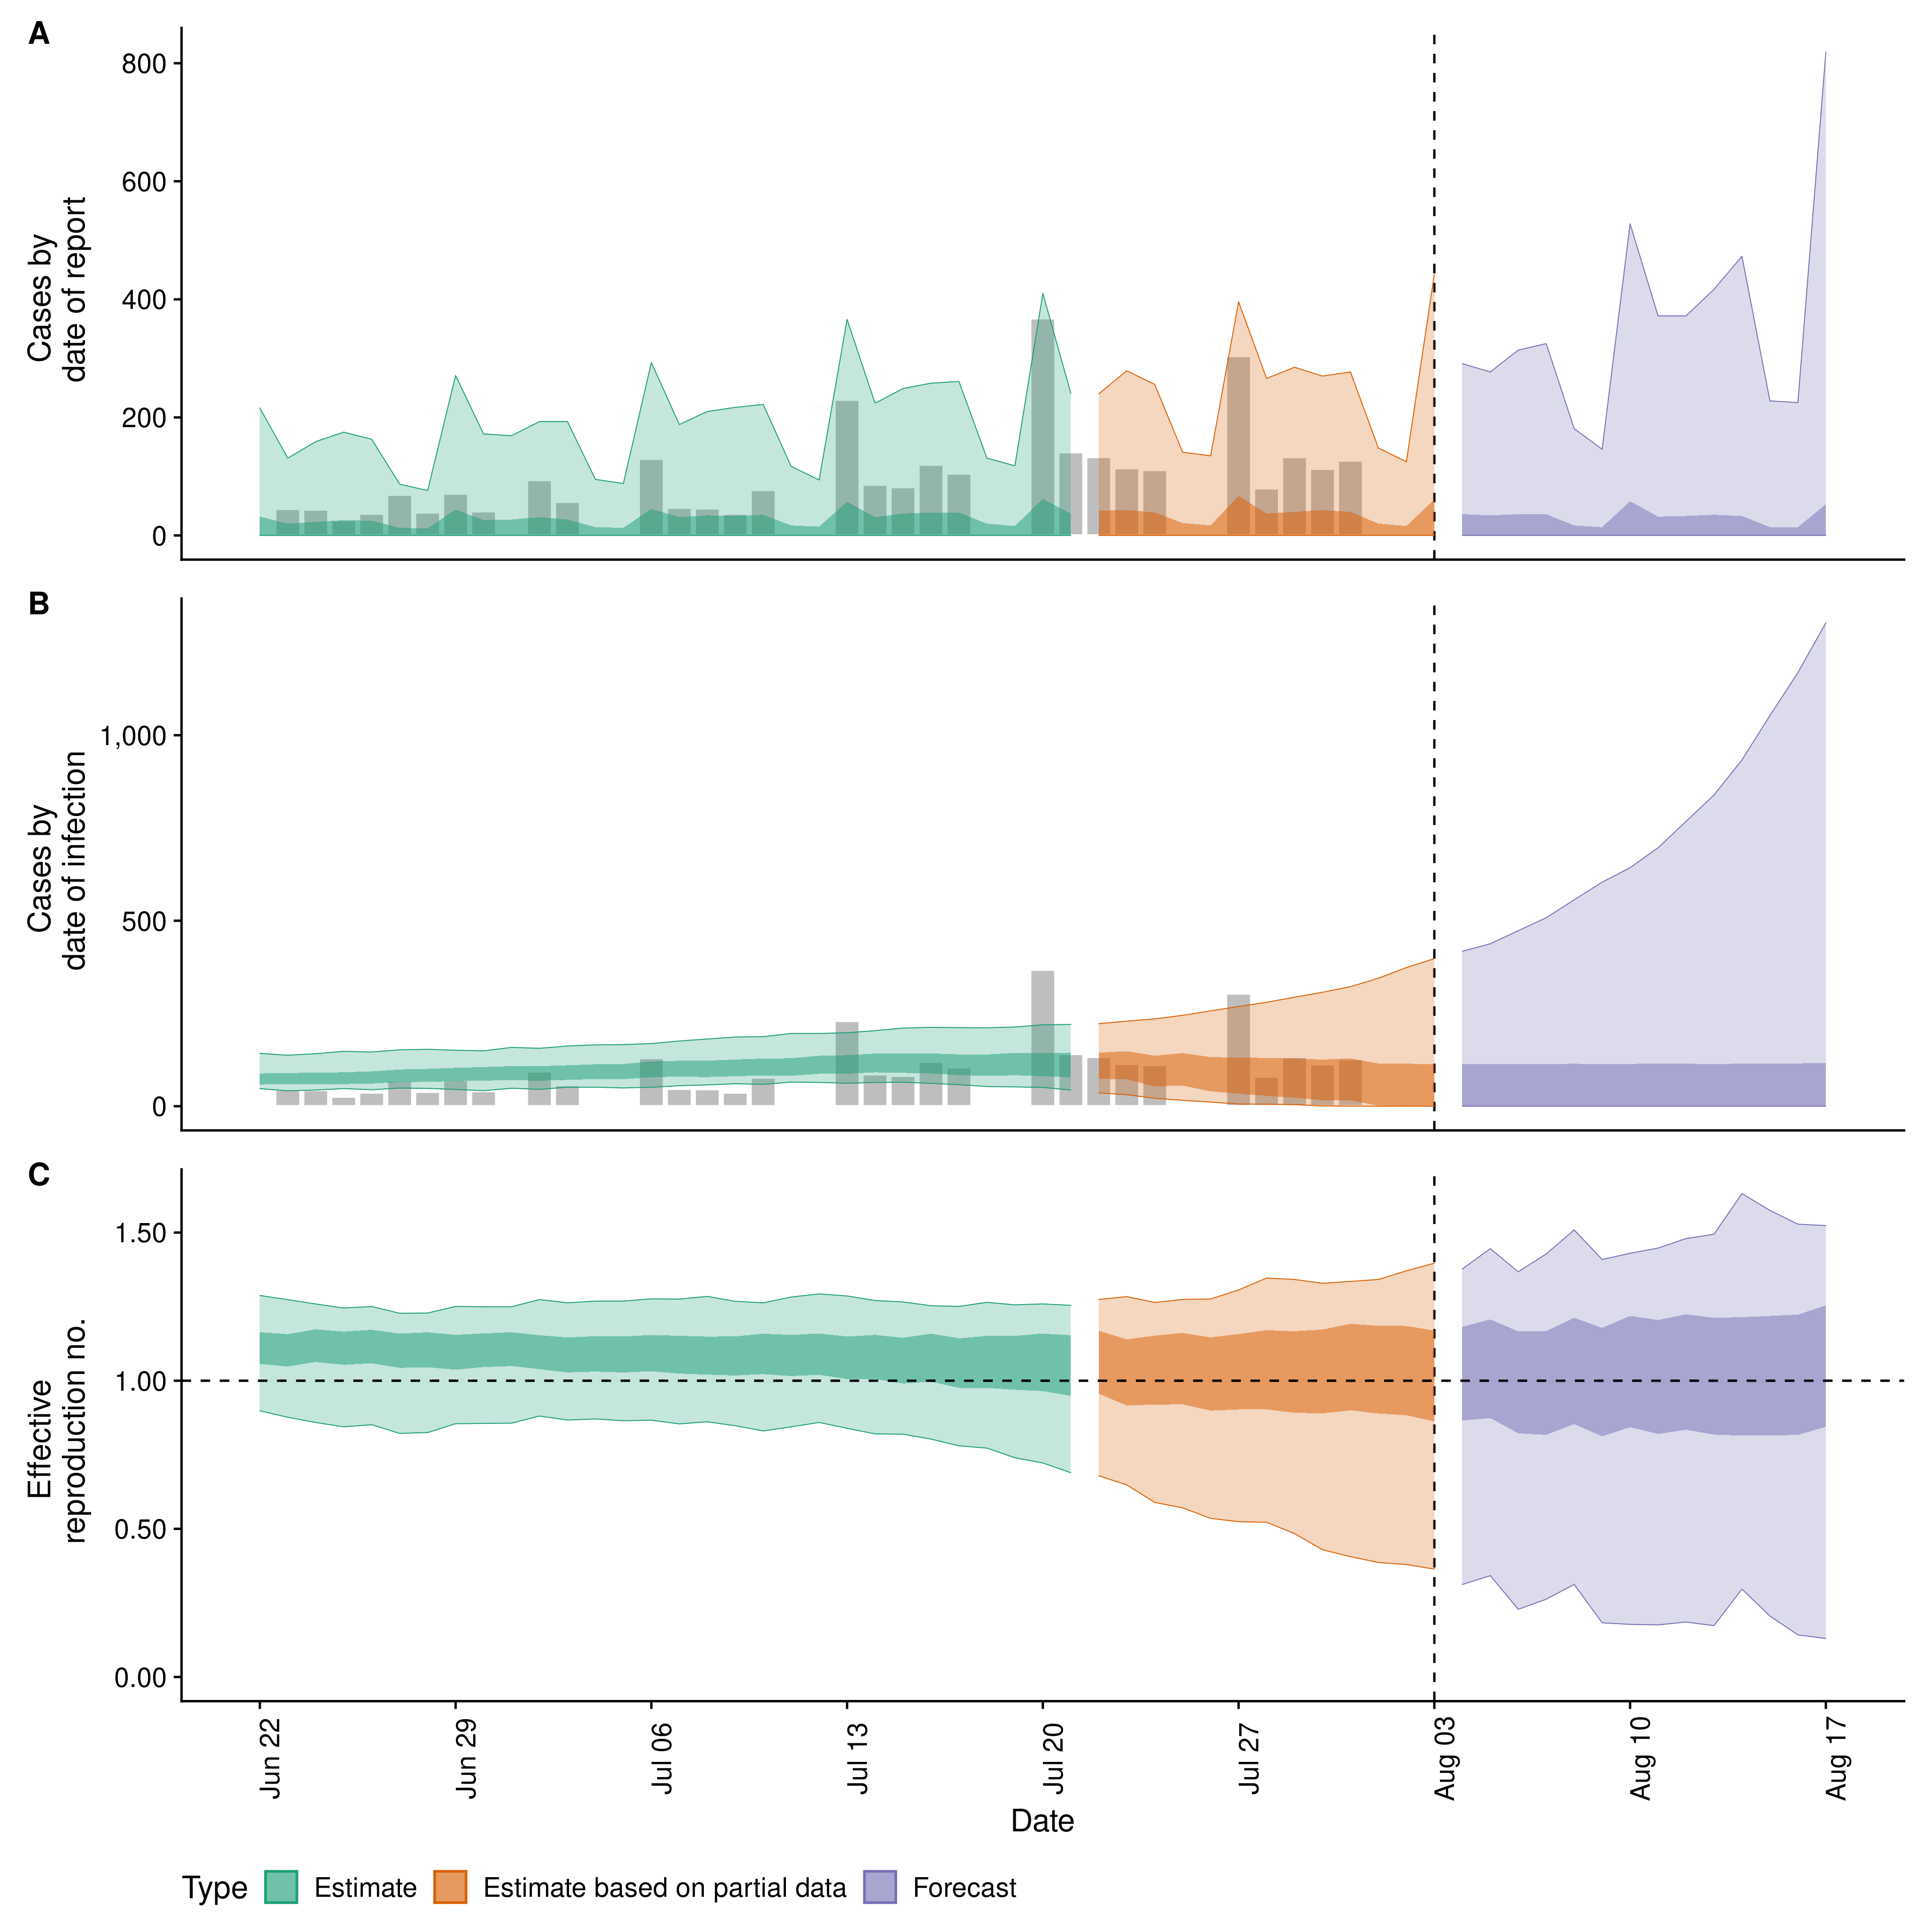 A
Cases by
date of report
800
600
400
200
0
B
Cases by
date of infection
1,000
500
0
C
Effective
reproduction no.
1.50
1.00
0.50
0.00
Jun 22
Jun 29
Jul 06
Jul 13
Jul 20
Jul 27
Aug 03
Aug 10
Aug 17
Date
Type Estimate Estimate based on partial data Forecast